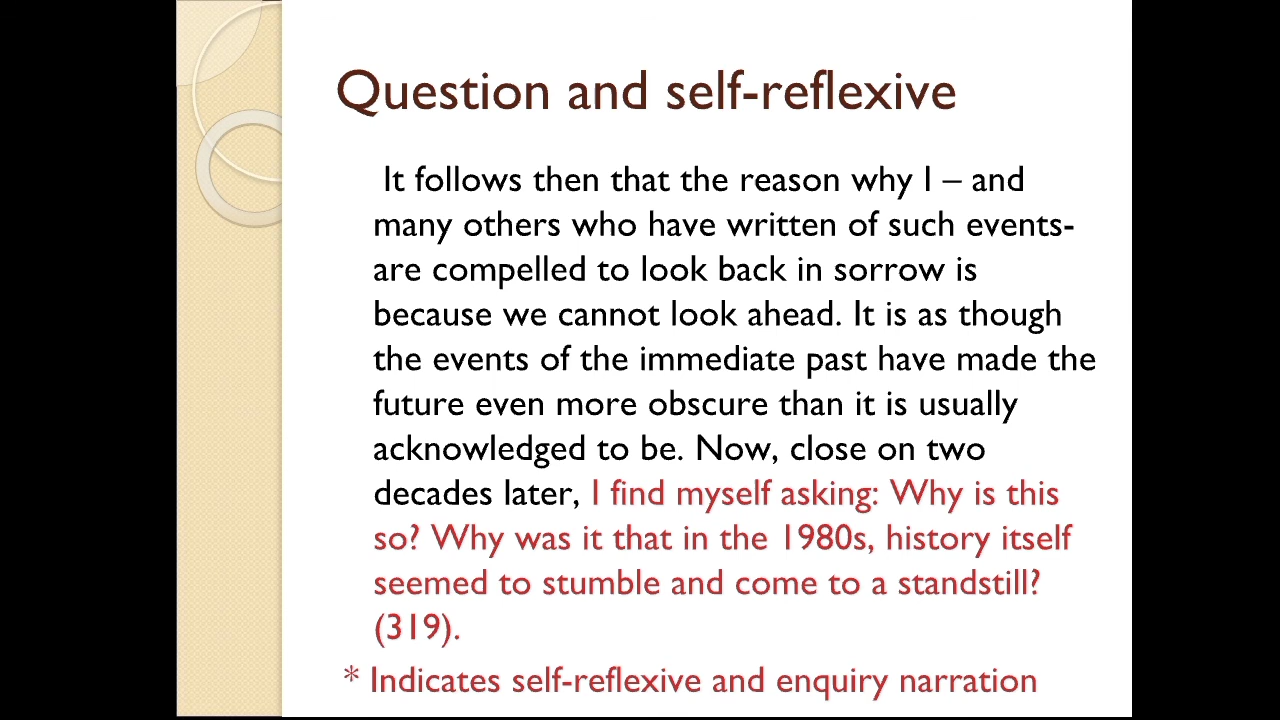 Question and self-reflexive
It follows then that the reason why I – and
many others who have written of such events-
are compelled to look back in sorrow is
because we cannot look ahead. It is as though
the events of the immediate past have made the
future even more obscure than it is usually
acknowledged to be. Now, close on two
decades later, I find myself asking: Why is this
so? Why was it that in the 1980s, history itself
seemed to stumble and come to a standstill?
(319).
* Indicates self-reflexive and enquiry narration